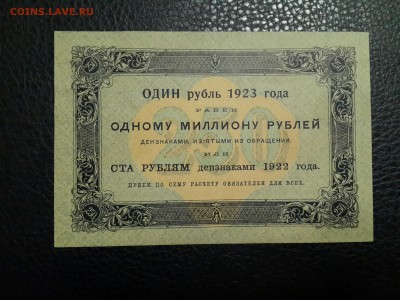 COINS.LAVE.RU
ОДИН рубль 1923 года
РАВЕН
ОДНОМУ МИЛЛИОНУ РУБЛЕЙ
ДЕНЗНАКАМИ, ИЗЪЯТЫМИ ИЗ ОБРАЩЕНИЯ,
ИЛИ
СТА РУБЛЯМ дензнаками 1922 года.
ПРИЕМ ПО СЕМУ РАСЧЕТУ ОБЯЗАТЕЛЕН ДЛЯ ВСЕХ.
250